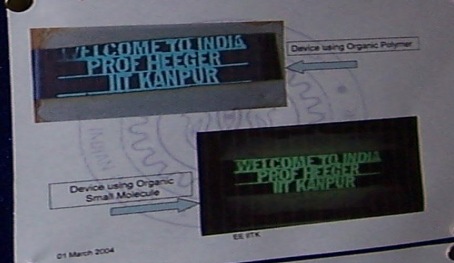 WELCOME TO INDIA
PROF HEEGER
IIT KANPUR
Device using Organic Polymer
WELCOME TO INDIA
PROF HEEGER
IIT KANPUR
Device using Organic
Small Molecule
INDIAN
EE IITK
01 March 2004